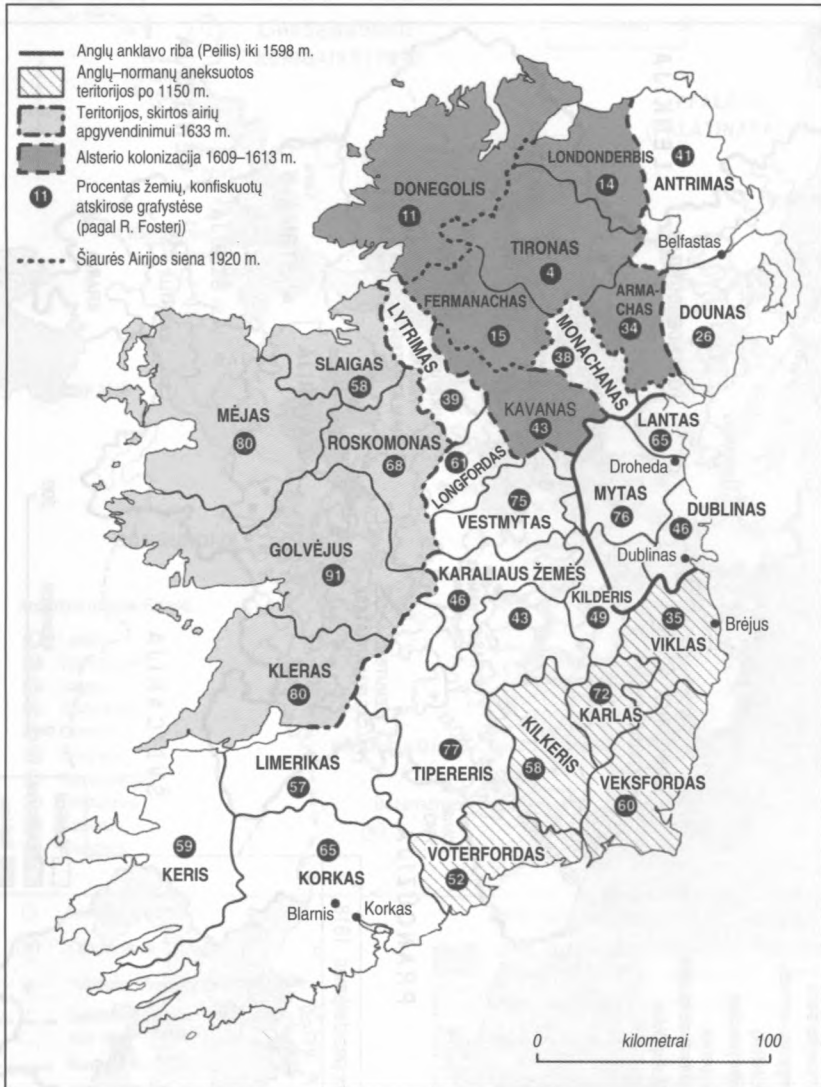 Anglų anklavo riba (Peilis) iki 1598 m.
Anglų–normanų aneksuotos
teritorijos po 1150 m.
Teritorijos, skirtos airių
apgyvendinimui 1633 m.
Alsterio kolonizacija 1609–1613 m.
11
Procentas žemių, konfiskuotų
atskirose grafystėse
(pagal R. Fosterį)
Šiaurės Airijos siena 1920 m.
LONDONDERBIS
14
41
ANTRIMAS
DONEGOLIS
11
TIRONAS
4
Belfastas
FERMANACHAS
15
ARMA-
CHAS
34
DOUNAS
26
LYTRIMAS
39
MONACHANAS
38
SLAIGAS
58
MĖJAS
80
ROSKOMONAS
68
KAVANAS
43
LANTAS
65
Droheda
61
LONGFORDAS
75
VESTMYTAS
MYTAS
76
DUBLINAS
46
Dublinas
GOLVĖJUS
91
KARALIAUS ŽEMĖS
46
43
KILDERIS
49
35
VIKLAS
Brėjus
KLERAS
80
72
KARLAS
KILKERIS
58
77
TIPERERIS
LIMERIKAS
57
VEKSFORDAS
60
59
KERIS
65
KORKAS
Blarnis
Korkas
VOTERFORDAS
52
0
kilometrai
100